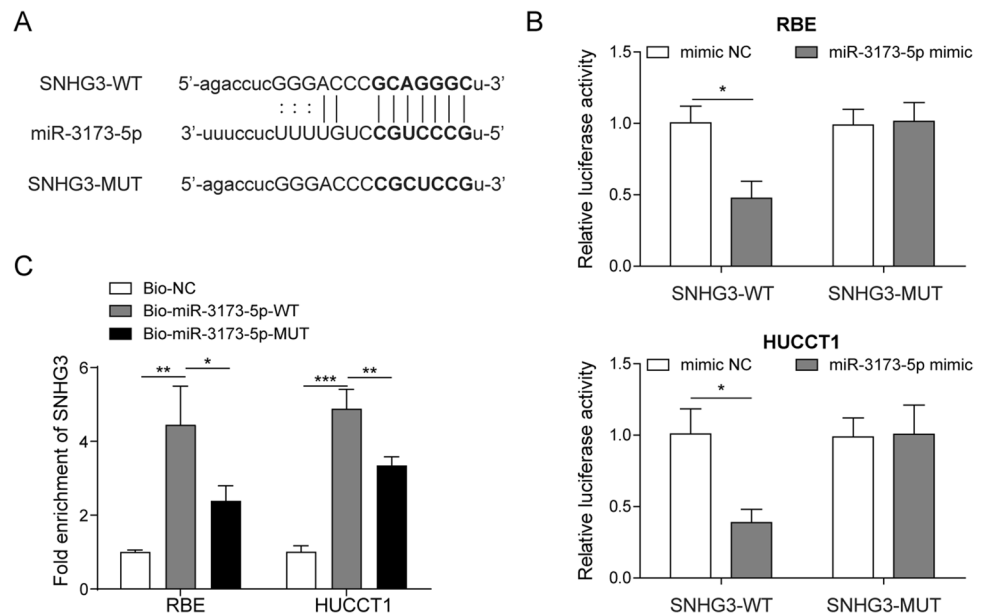 A
SNHG3-WT 5’-agaccucGGGACCCGCAGGGCu-3’
: : :
miR-3173-5p 3’-uuuccucUUUUGUCCGUCCCGu-5’
SNHG3-MUT 5’-agaccucGGGACCCCGCUCCGu-3’
B
RBE
mimic NC miR-3173-5p mimic
Relative luciferase activity
1.5
1.0
0.5
0.0
*
SNHG3-WT SNHG3-MUT
HUCCT1
mimic NC miR-3173-5p mimic
Relative luciferase activity
1.5
1.0
0.5
0.0
*
SNHG3-WT SNHG3-MUT
C
Bio-NC
Bio-miR-3173-5p-WT
Bio-miR-3173-5p-MUT
Fold enrichment of SNHG3
6
4
2
0
** * *** **
RBE HUCCT1